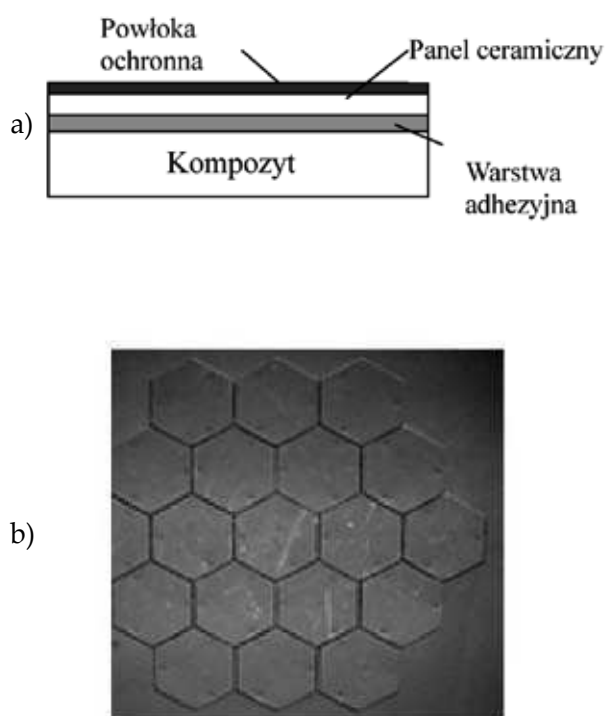 Powłoka
ochronna
Panel ceramiczny
a)
Kompozyt
Warstwa
adhezyjna
b)